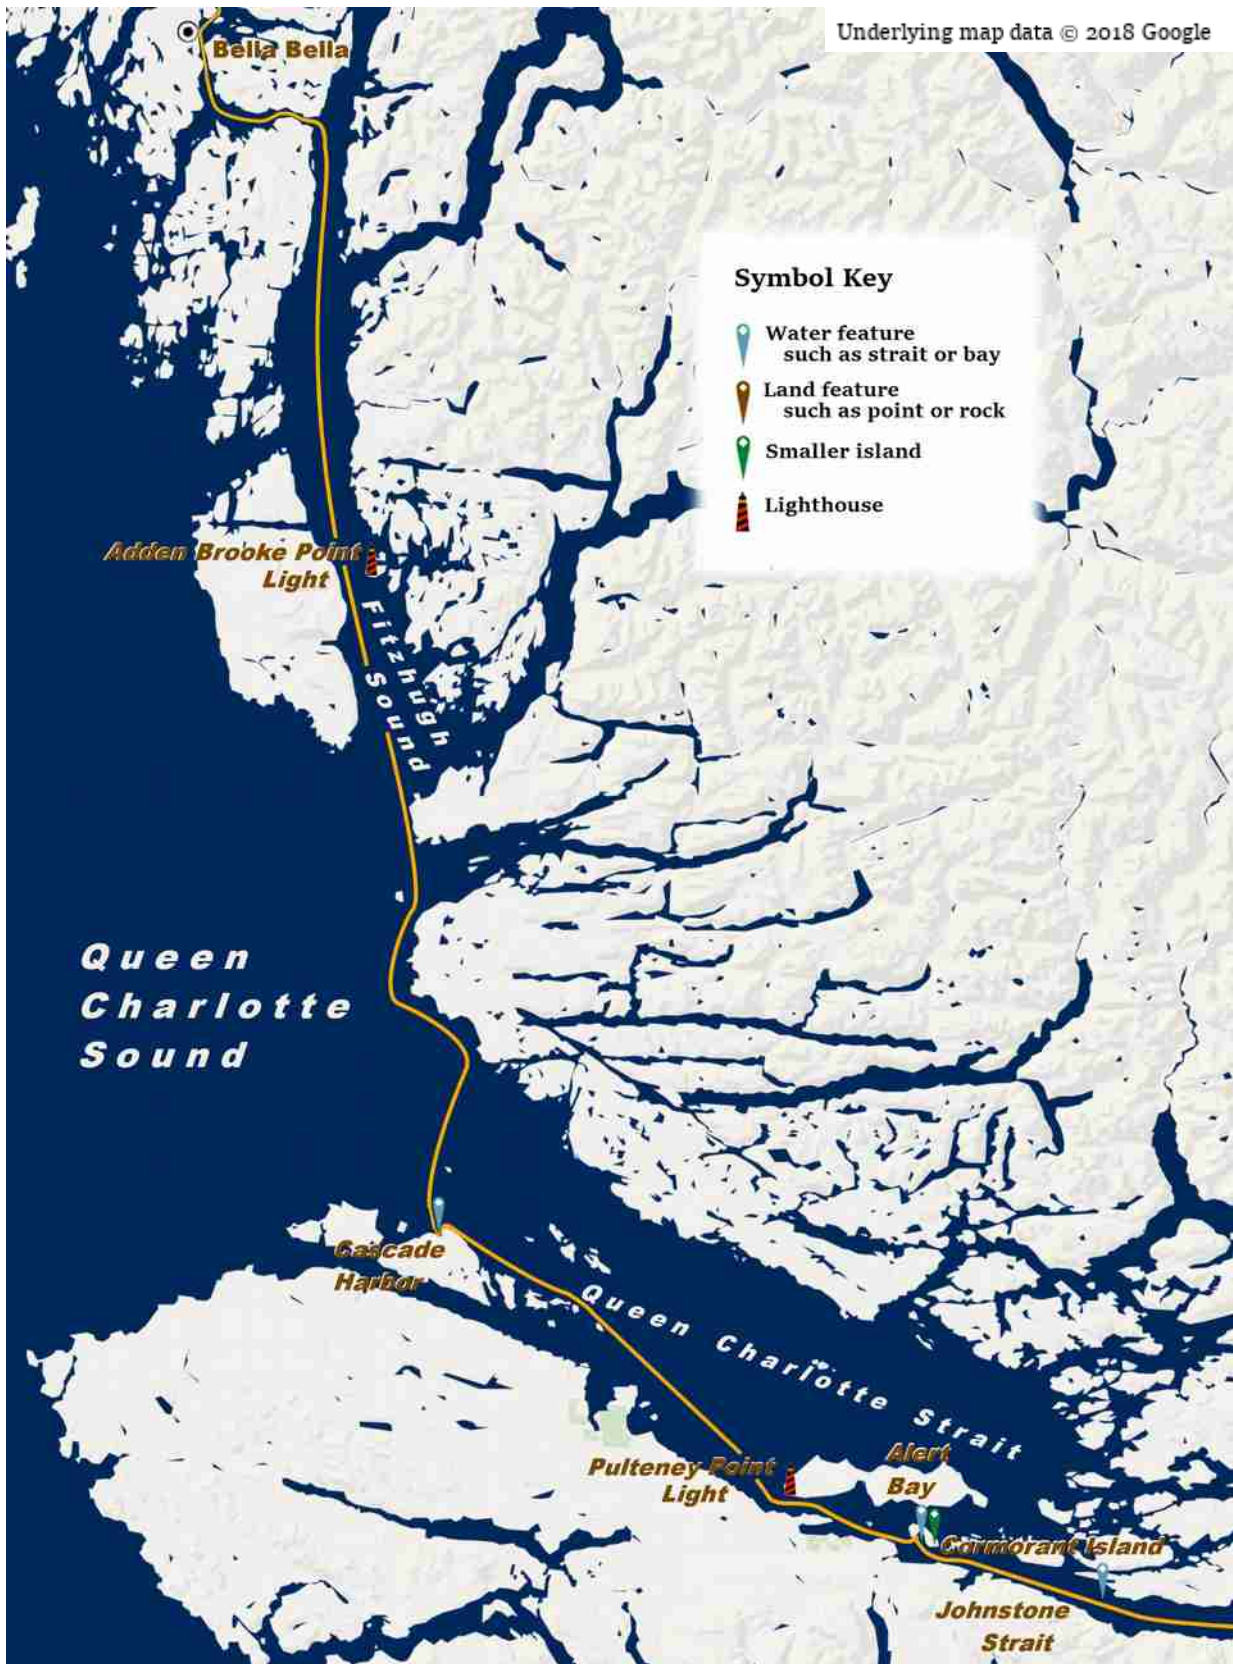 Underlying map data © 2018 Google
Bella Bella
Symbol Key
Water feature
such as strait or bay
Land feature
such as point or rock
Smaller island
Lighthouse
Adden Brooke Point
Light
Fitzhugh
Sound
Queen
Charlotte
Sound
Cascade
Harbor
Queen Charlotte Strait
Pulteney Point
Light
Alert
Bay
Cormorant Island
Johnstone
Strait